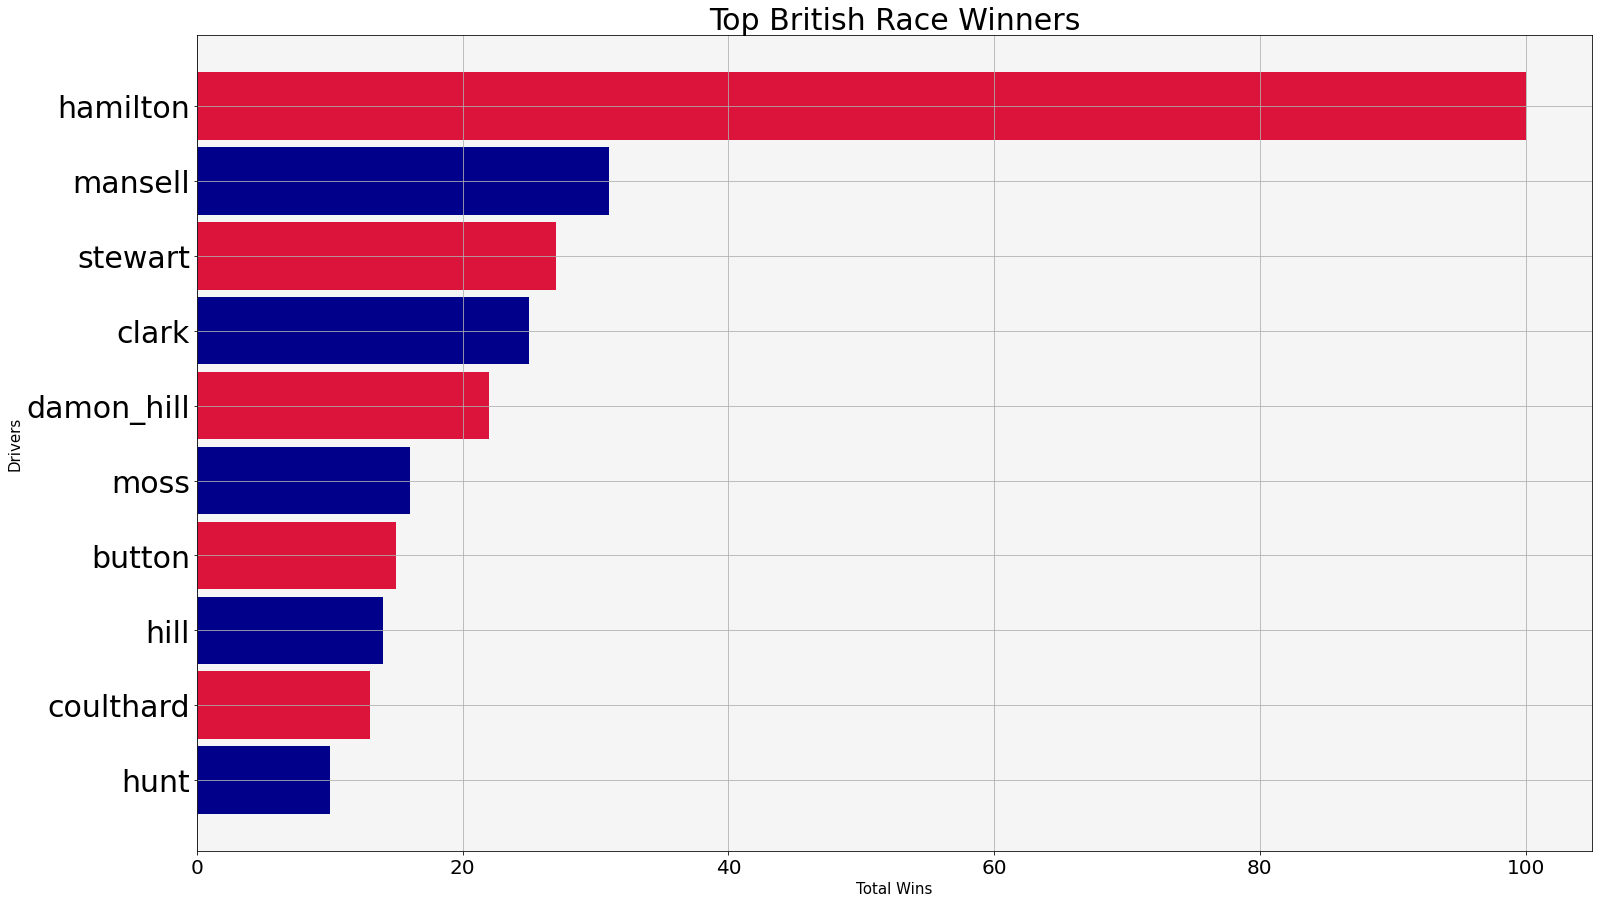 Top British Race Winners
hamilton
mansell
stewart
clark
damon_hill
moss
button
hill
coulthard
hunt
Drivers
0 20 40 60 80 100
Total Wins